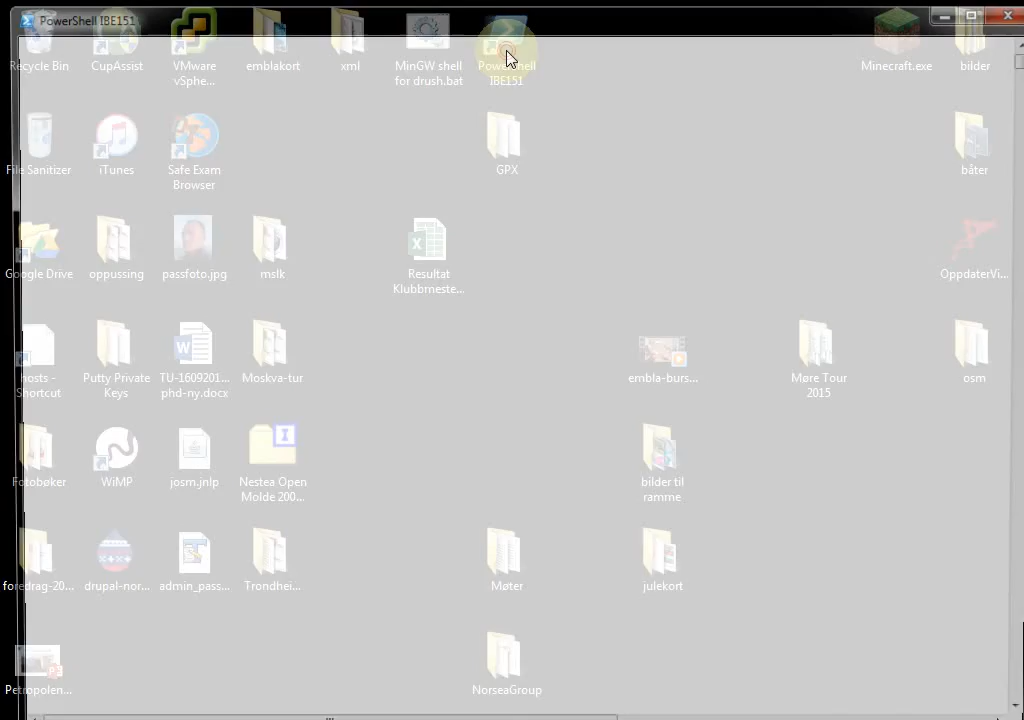 PowerShell IBE151
Recycle Bin
CupAssist
VMware
vSphe...
emblakort
xml
MinGW shell
for drush.bat
PowerShell
IBE151
Minecraft.exe
bilder
File Sanitizer
iTunes
Safe Exam
Browser
GPX
båter
Google Drive
oppussing
passfoto.jpg
mslk
Resultat
Klubbmeste...
OppdaterVi...
hosts -
Shortcut
Putty Private
Keys
TU-1609201...
phd-ny.docx
Moskva-tur
embla-burs...
Møre Tour
2015
osm
Fotobøker
WiMP
josm.jnlp
Nestea Open
Molde 200...
bilder til
ramme
foredrag-20...
drupal-nor...
admin_pass...
Trondhei...
Møter
julekort
Petropolen...
NorseaGroup